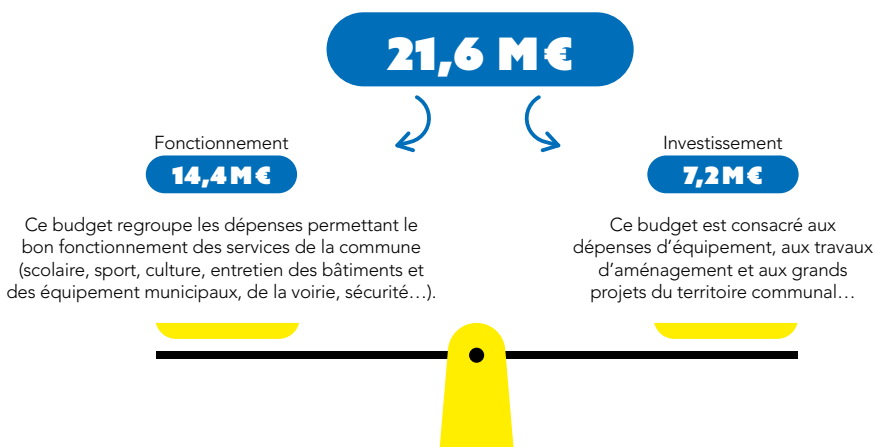 21,6 M€
Fonctionnement
14,4 M€
Ce budget regroupe les dépenses permettant le
bon fonctionnement des services de la commune
(scolaire, sport, culture, entretien des bâtiments et
des équipement municipaux, de la voirie, sécurité…).
Investissement
7,2 M€
Ce budget est consacré aux
dépenses d’équipement, aux travaux
d’aménagement et aux grands
projets du territoire communal…